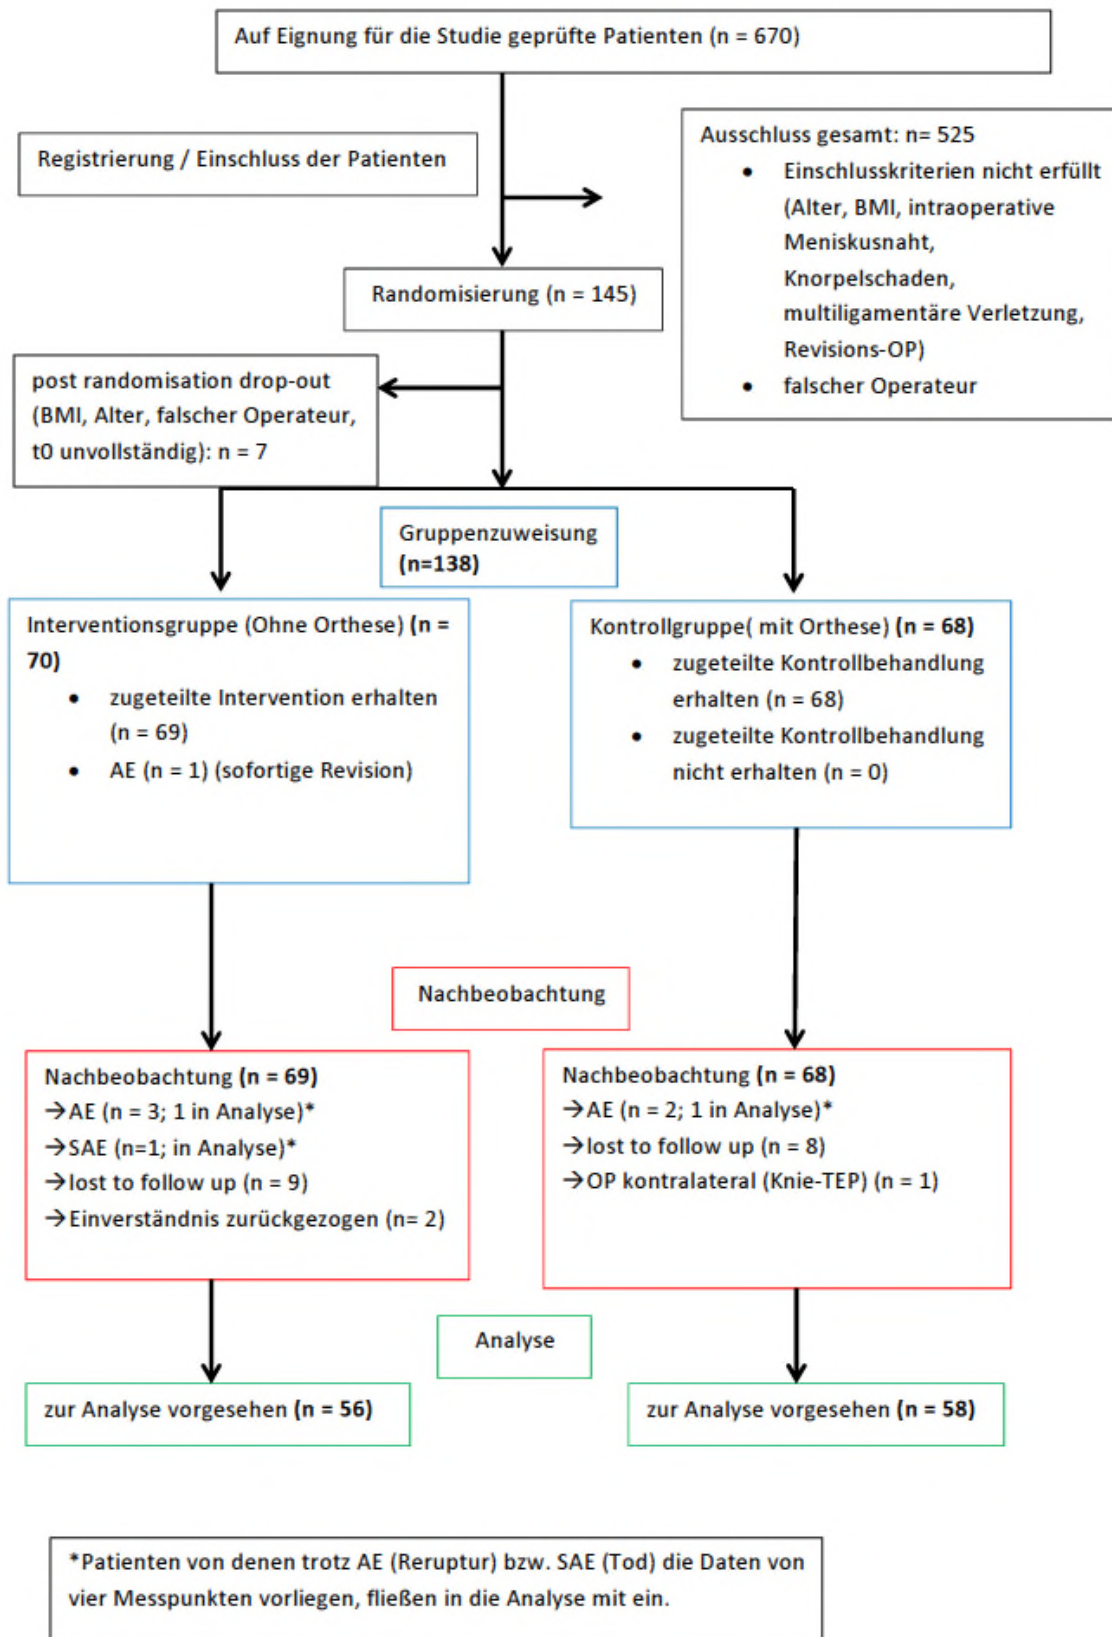 Auf Eignung für die Studie geprüfte Patienten (n = 670)
Registrierung / Einschluss der Patienten
Ausschluss gesamt: n= 525
• Einschlusskriterien nicht erfüllt
(Alter, BMI, intraoperative
Meniskusnaht,
Knorpelschaden,
multiligamentäre Verletzung,
Revisions-OP)
• falscher Operateur
Randomisierung (n = 145)
post randomisation drop-out
(BMI, Alter, falscher Operateur,
t0 unvollständig): n = 7
Gruppenzuweisung
(n=138)
Interventionsgruppe (Ohne Orthese) (n =
70)
• zugeteilte Intervention erhalten
(n = 69)
• AE (n = 1) (sofortige Revision)
Kontrollgruppe( mit Orthese) (n = 68)
• zugeteilte Kontrollbehandlung
erhalten (n = 68)
• zugeteilte Kontrollbehandlung
nicht erhalten (n = 0)
Nachbeobachtung
Nachbeobachtung (n = 69)
→AE (n = 3; 1 in Analyse)*
→SAE (n=1; in Analyse)*
→lost to follow up (n = 9)
→Einverständnis zurückgezogen (n= 2)
Nachbeobachtung (n = 68)
→AE (n = 2; 1 in Analyse)*
→lost to follow up (n = 8)
→OP kontralateral (Knie-TEP) (n = 1)
Analyse
zur Analyse vorgesehen (n = 56)
zur Analyse vorgesehen (n = 58)
*Patienten von denen trotz AE (Reruptur) bzw. SAE (Tod) die Daten von
vier Messpunkten vorliegen, fließen in die Analyse mit ein.